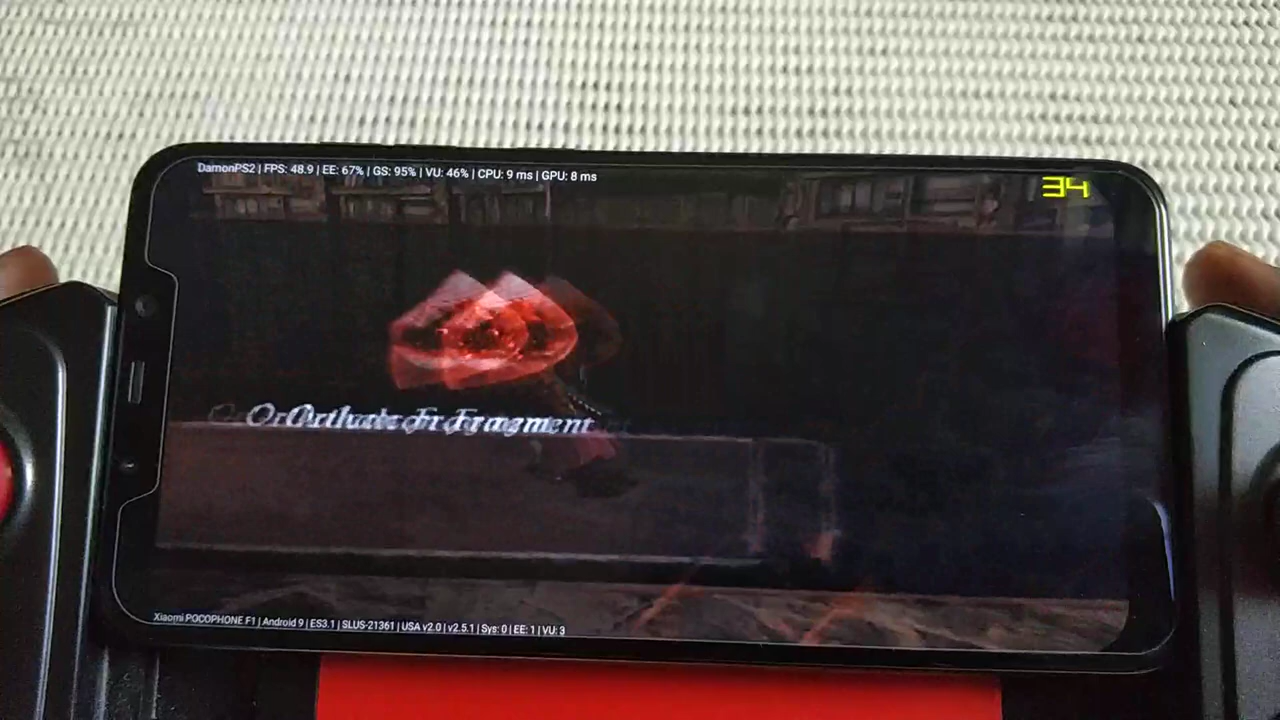 DamonPS2 | FPS: 48.9 | EE: 67% | GS: 95% | VU: 46% | CPU: 9 ms | GPU: 8 ms
34
Fragment
Xiaomi POCOPHONE F1 | Android 9 | ES3.1 | SLUS-21361 | USA v2.0 | v2.5.1 | Sys: 0 | EE: 1 | VU: 3